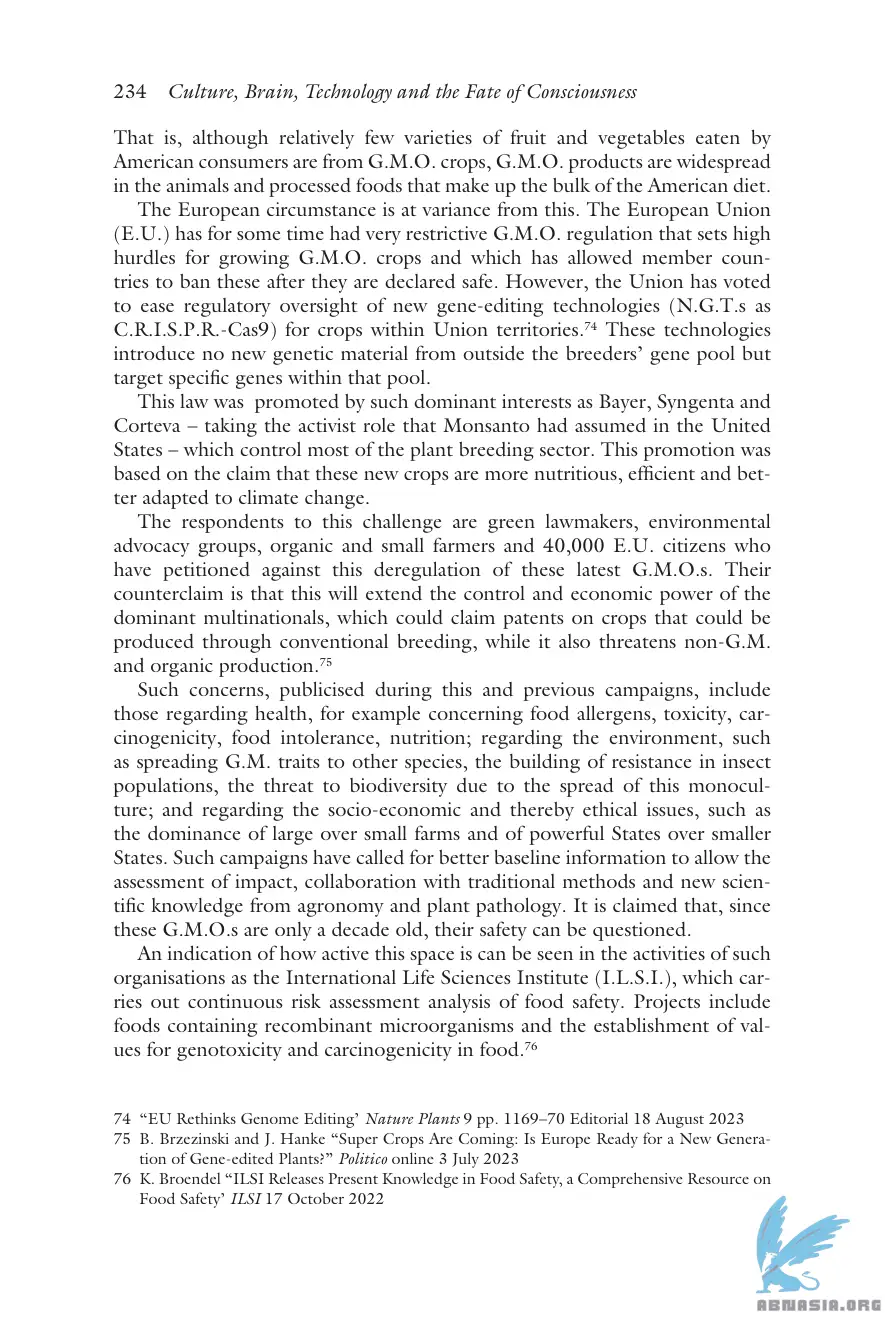 234 Culture, Brain, Technology and the Fate of Consciousness
That is, although relatively few varieties of fruit and vegetables eaten by
American consumers are from G.M.O. crops, G.M.O. products are widespread
in the animals and processed foods that make up the bulk of the American diet.
The European circumstance is at variance from this. The European Union
(E.U.) has for some time had very restrictive G.M.O. regulation that sets high
hurdles for growing G.M.O. crops and which has allowed member coun-
tries to ban these after they are declared safe. However, the Union has voted
to ease regulatory oversight of new gene-editing technologies (N.G.T.s as
C.R.I.S.P.R.-Cas9) for crops within Union territories.⁷⁴ These technologies
introduce no new genetic material from outside the breeders’ gene pool but
target specific genes within that pool.
This law was promoted by such dominant interests as Bayer, Syngenta and
Corteva – taking the activist role that Monsanto had assumed in the United
States – which control most of the plant breeding sector. This promotion was
based on the claim that these new crops are more nutritious, efficient and bet-
ter adapted to climate change.
The respondents to this challenge are green lawmakers, environmental
advocacy groups, organic and small farmers and 40,000 E.U. citizens who
have petitioned against this deregulation of these latest G.M.O.s. Their
counterclaim is that this will extend the control and economic power of the
dominant multinationals, which could claim patents on crops that could be
produced through conventional breeding, while it also threatens non-G.M.
and organic production.⁷⁵
Such concerns, publicised during this and previous campaigns, include
those regarding health, for example concerning food allergens, toxicity, car-
cinogenicity, food intolerance, nutrition; regarding the environment, such
as spreading G.M. traits to other species, the building of resistance in insect
populations, the threat to biodiversity due to the spread of this monocul-
ture; and regarding the socio-economic and thereby ethical issues, such as
the dominance of large over small farms and of powerful States over smaller
States. Such campaigns have called for better baseline information to allow the
assessment of impact, collaboration with traditional methods and new scien-
tific knowledge from agronomy and plant pathology. It is claimed that, since
these G.M.O.s are only a decade old, their safety can be questioned.
An indication of how active this space is can be seen in the activities of such
organisations as the International Life Sciences Institute (I.L.S.I.), which car-
ries out continuous risk assessment analysis of food safety. Projects include
foods containing recombinant microorganisms and the establishment of val-
ues for genotoxicity and carcinogenicity in food.⁷⁶
74 “EU Rethinks Genome Editing’ Nature Plants 9 pp. 1169–70 Editorial 18 August 2023
75 B. Brzezinski and J. Hanke “Super Crops Are Coming: Is Europe Ready for a New Genera-
tion of Gene-edited Plants?” Politico online 3 July 2023
76 K. Broendel “ILSI Releases Present Knowledge in Food Safety, a Comprehensive Resource on
Food Safety’ ILSI 17 October 2022
ABNASIA.ORG